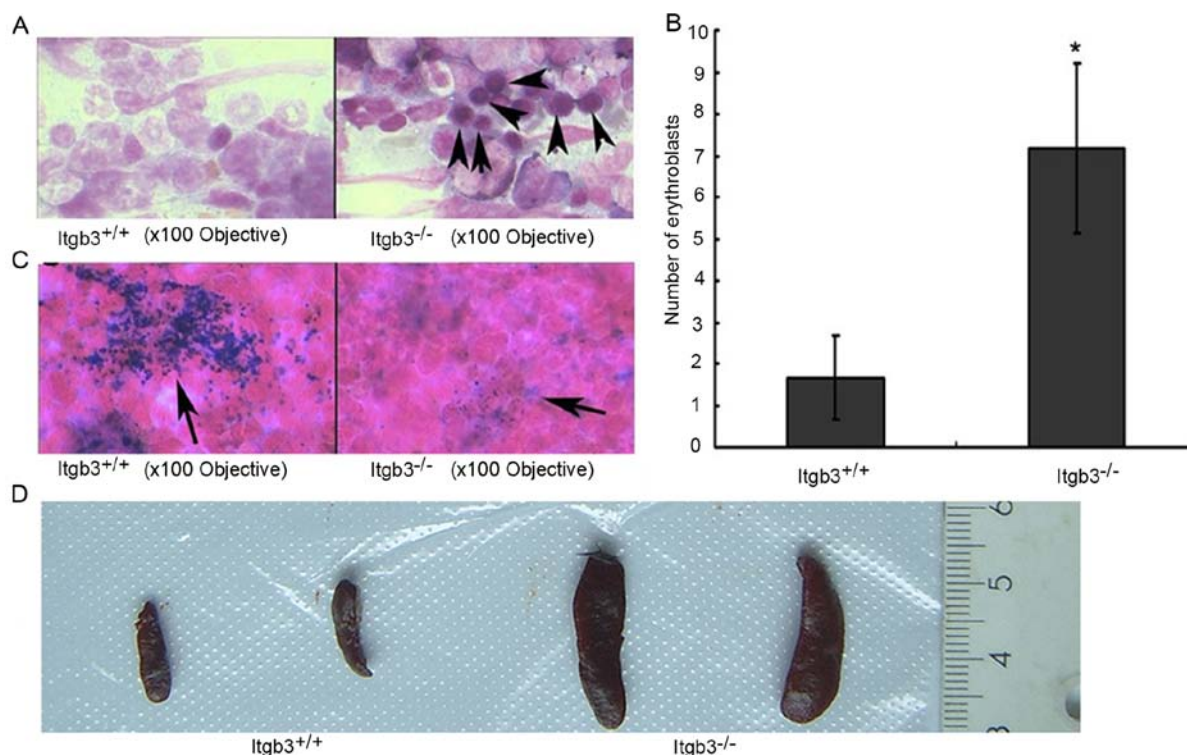 A
Itgb3+/+ (x100 Objective)
Itgb3-/- (x100 Objective)
B
Number of erythroblasts
10
9
8
7
6
5
4
3
2
1
0
*
Itgb3+/+
Itgb3-/-
C
Itgb3+/+ (x100 Objective)
Itgb3-/- (x100 Objective)
D
6
5
4
3
Itgb3+/+
Itgb3-/-